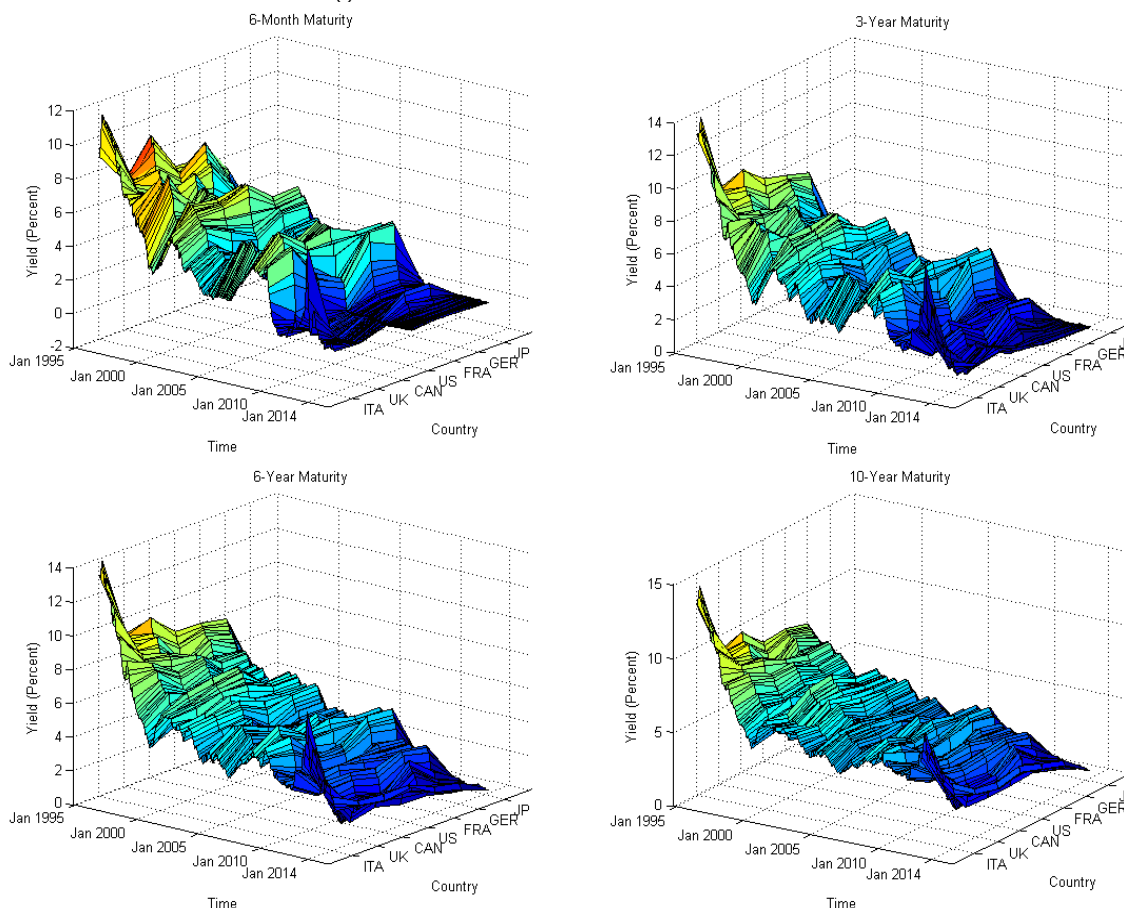 6-Month Maturity
Yield (Percent)
12
10
8
6
4
2
0
-2
Jan 1995
Jan 2000
Jan 2005
Jan 2010
Jan 2014
Time
ITA
UK
CAN
US
FRA
GER
JP
Country
3-Year Maturity
Yield (Percent)
14
12
10
8
6
4
2
0
Jan 1995
Jan 2000
Jan 2005
Jan 2010
Jan 2014
Time
ITA
UK
CAN
US
FRA
GER
Country
6-Year Maturity
Yield (Percent)
14
12
10
8
6
4
2
0
Jan 1995
Jan 2000
Jan 2005
Jan 2010
Jan 2014
Time
ITA
UK
CAN
US
FRA
GER
JP
Country
10-Year Maturity
Yield (Percent)
15
10
5
0
Jan 1995
Jan 2000
Jan 2005
Jan 2010
Jan 2014
Time
ITA
UK
CAN
US
FRA
GER
Country